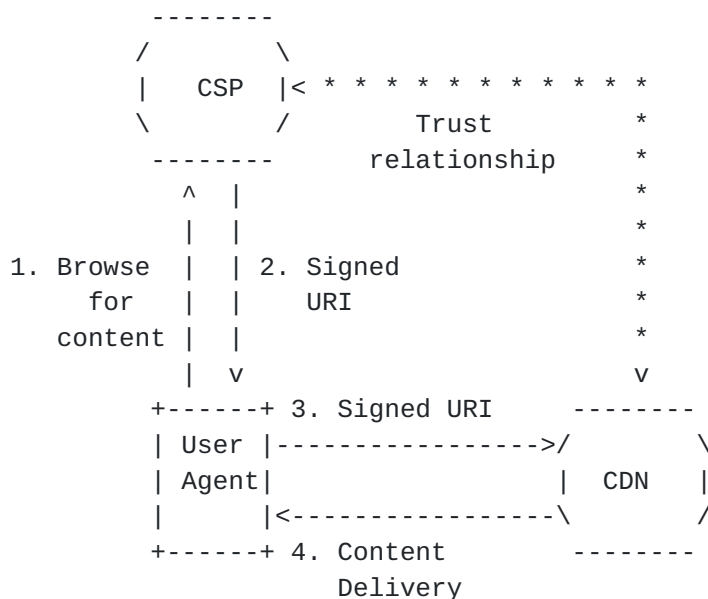 CSP
Trust
relationship
1. Browse 2. Signed
for URI
content
3. Signed URI
User
Agent CDN
4. Content
Delivery